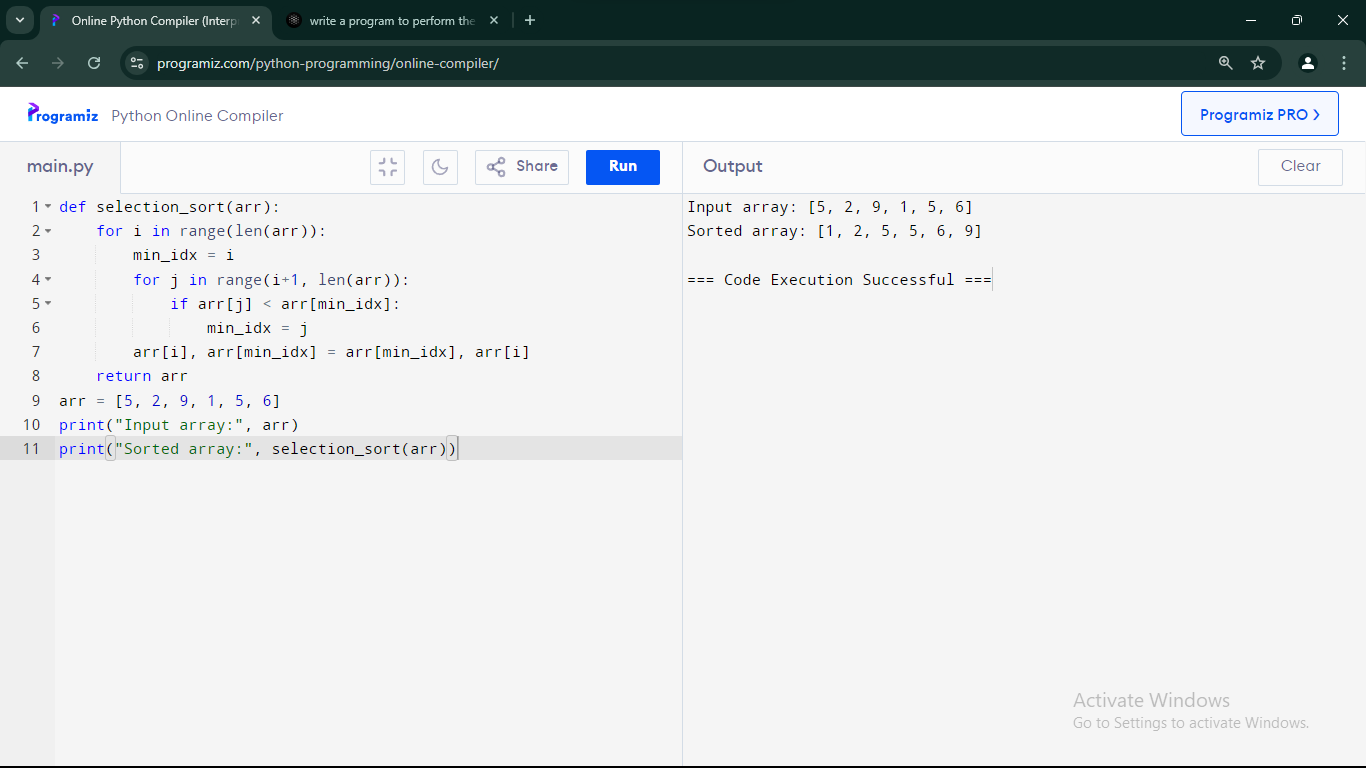 Online Python Compiler (Interp
write a program to perform the
programiz.com/python-programming/online-compiler/
Programiz Python Online Compiler
Programiz PRO >
main.py
Share
Run
Output
Clear
1 def selection_sort(arr):
2     for i in range(len(arr)):
3         min_idx = i
4         for j in range(i+1, len(arr)):
5             if arr[j] < arr[min_idx]:
6                 min_idx = j
7         arr[i], arr[min_idx] = arr[min_idx], arr[i]
8     return arr
9 arr = [5, 2, 9, 1, 5, 6]
10 print("Input array:", arr)
11 print("Sorted array:", selection_sort(arr))
Input array: [5, 2, 9, 1, 5, 6]
Sorted array: [1, 2, 5, 5, 6, 9]
=== Code Execution Successful ===
Activate Windows
Go to Settings to activate Windows.